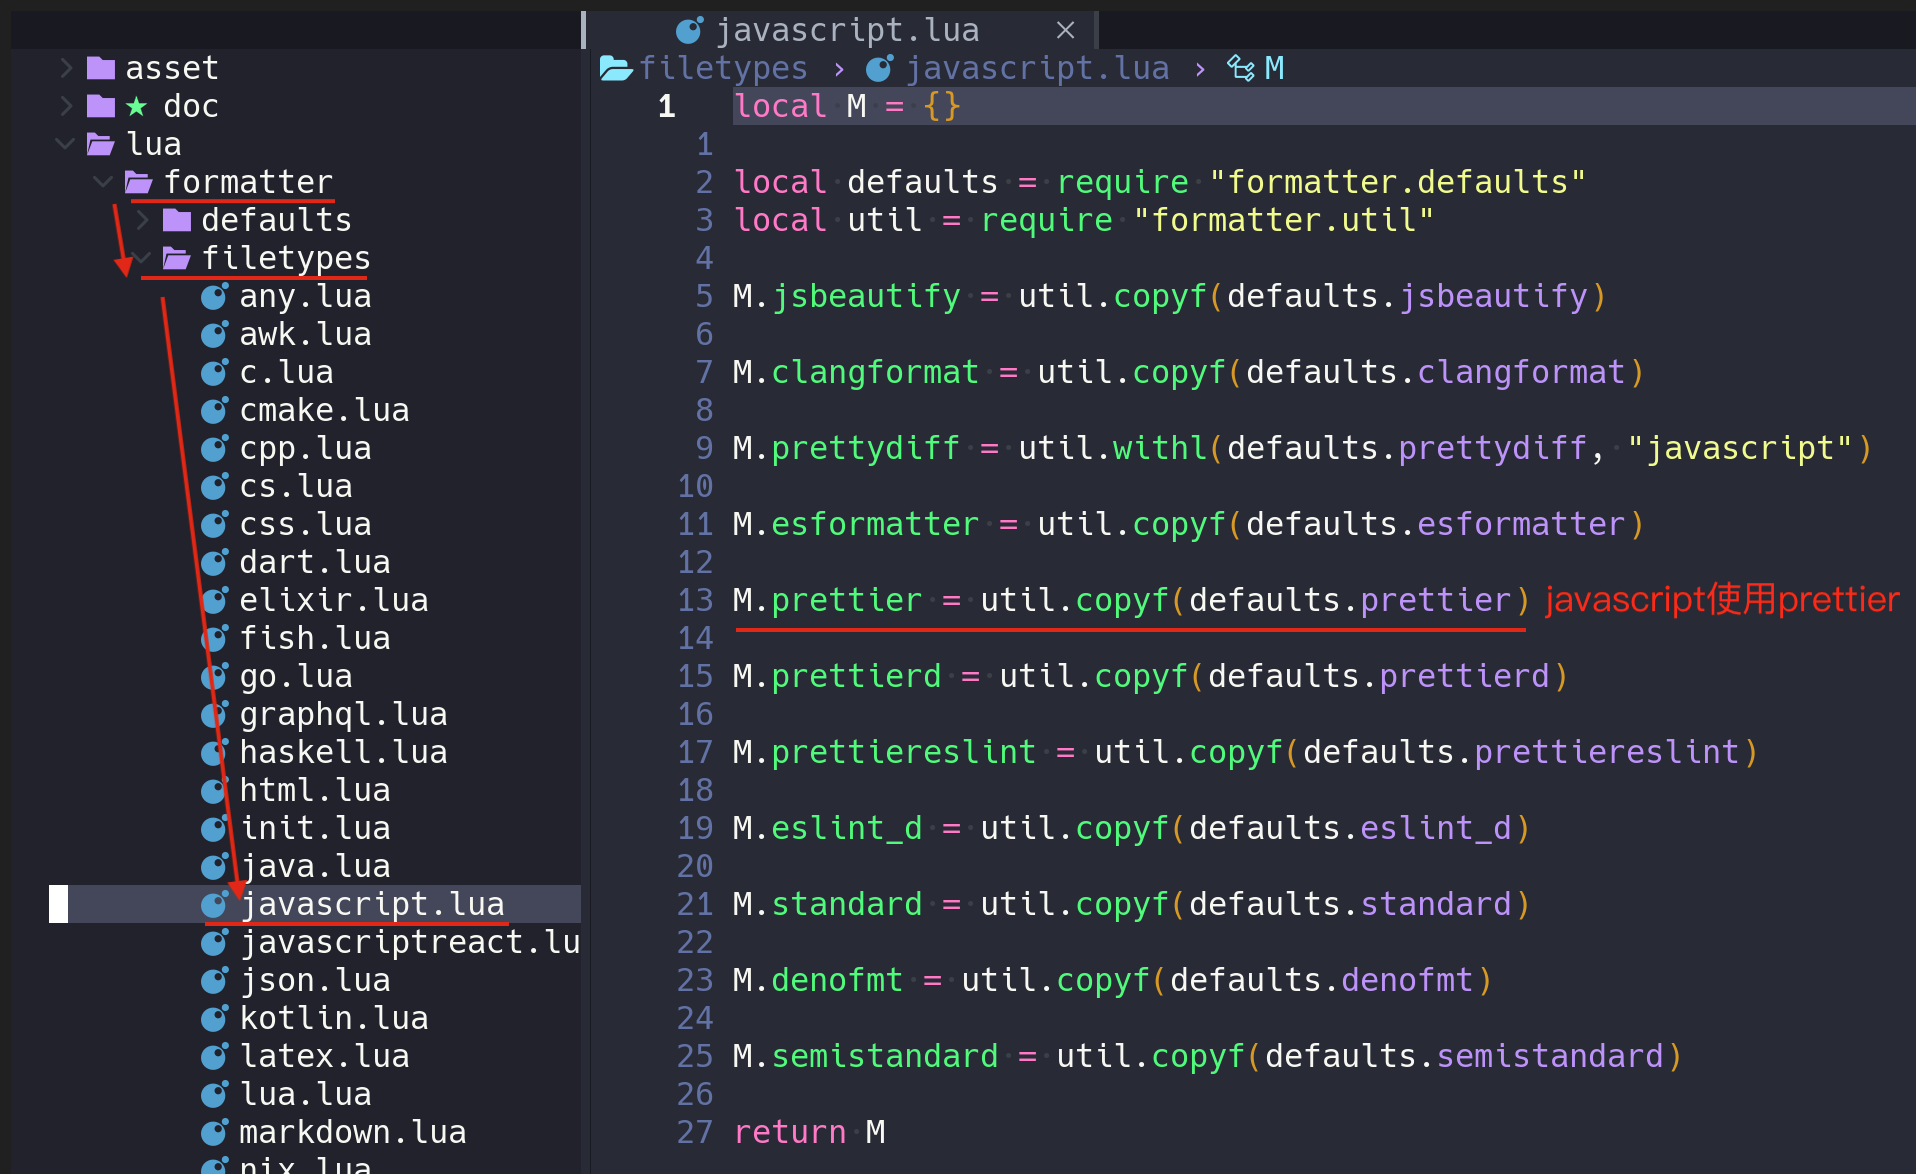 asset
★ doc
lua
formatter
defaults
filetypes
any.lua
awk.lua
c.lua
cmake.lua
cpp.lua
cs.lua
css.lua
dart.lua
elixir.lua
fish.lua
go.lua
graphql.lua
haskell.lua
html.lua
init.lua
java.lua
javascript.lua
javascriptreact.lu
json.lua
kotlin.lua
latex.lua
lua.lua
markdown.lua
nix.lua
javascript.lua ×
filetypes › javascript.lua › M
1 local M = {}
1
2 local defaults = require "formatter.defaults"
3 local util = require "formatter.util"
4
5 M.jsbeautify = util.copyf(defaults.jsbeautify)
6
7 M.clangformat = util.copyf(defaults.clangformat)
8
9 M.prettydiff = util.withl(defaults.prettydiff, "javascript")
10
11 M.esformatter = util.copyf(defaults.esformatter)
12
13 M.prettier = util.copyf(defaults.prettier) javascript使用prettier
14
15 M.prettierd = util.copyf(defaults.prettierd)
16
17 M.prettiereslint = util.copyf(defaults.prettiereslint)
18
19 M.eslint_d = util.copyf(defaults.eslint_d)
20
21 M.standard = util.copyf(defaults.standard)
22
23 M.denofmt = util.copyf(defaults.denofmt)
24
25 M.semistandard = util.copyf(defaults.semistandard)
26
27 return M